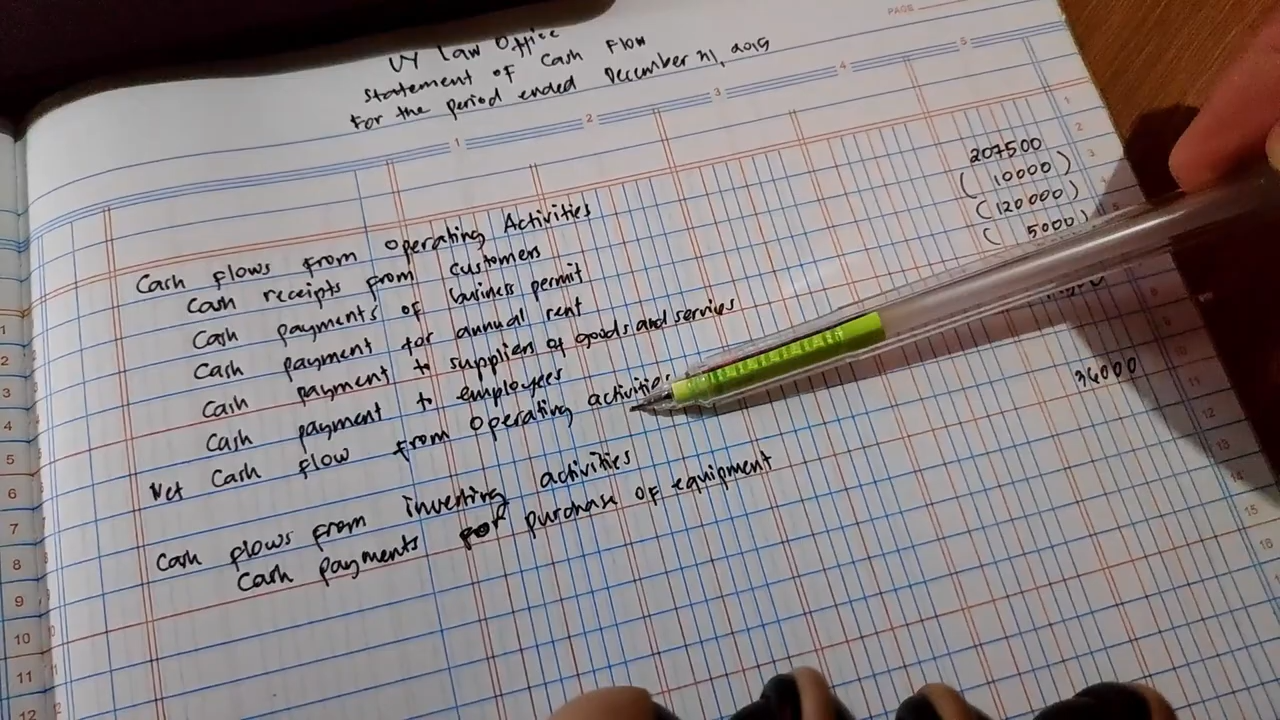 UY Law Office
Statement of Cash Flow
For the period ended December 31, 2019
PAGE
1 2 3 4 5
Cash flows from Operating Activities
Cash receipts from customers 207500
Cash payments of business permit (10000)
Cash payment for annual rent (120000)
Cash payment to suppliers of goods and services (5000)
Cash payment to employees
Net Cash flow from Operating activities
Cash flows from investing activities
Cash payments for purchase of equipment 36000